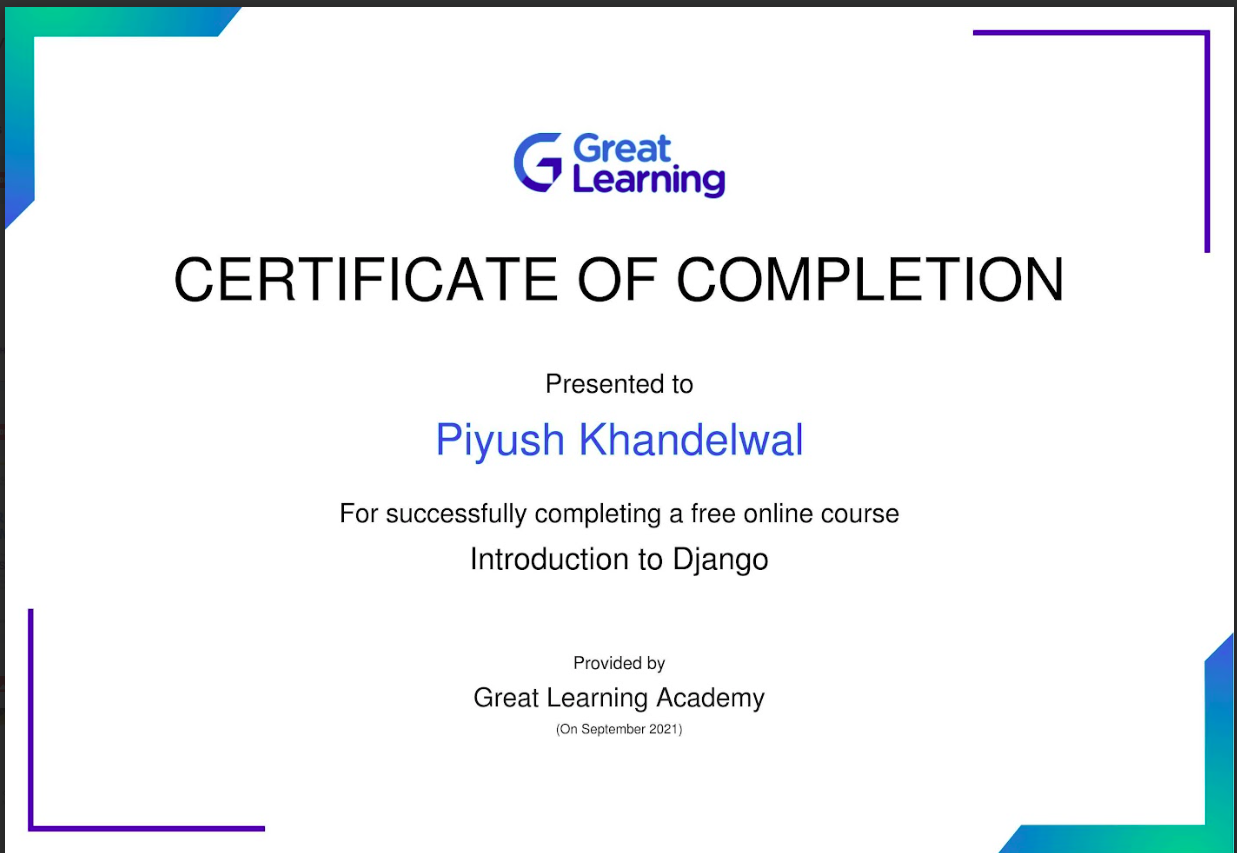 Great
Learning
CERTIFICATE OF COMPLETION
Presented to
Piyush Khandelwal
For successfully completing a free online course
Introduction to Django
Provided by
Great Learning Academy
(On September 2021)